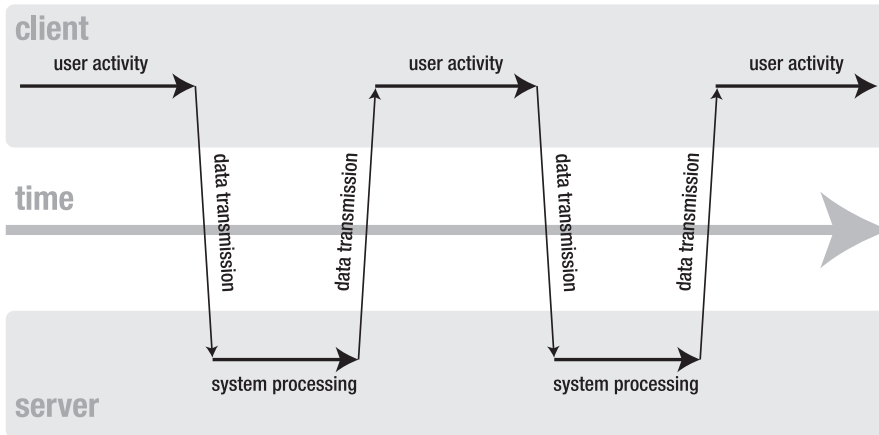 client
user activity
user activity
user activity
data transmission
data transmission
data transmission
data transmission
time
system processing
system processing
server